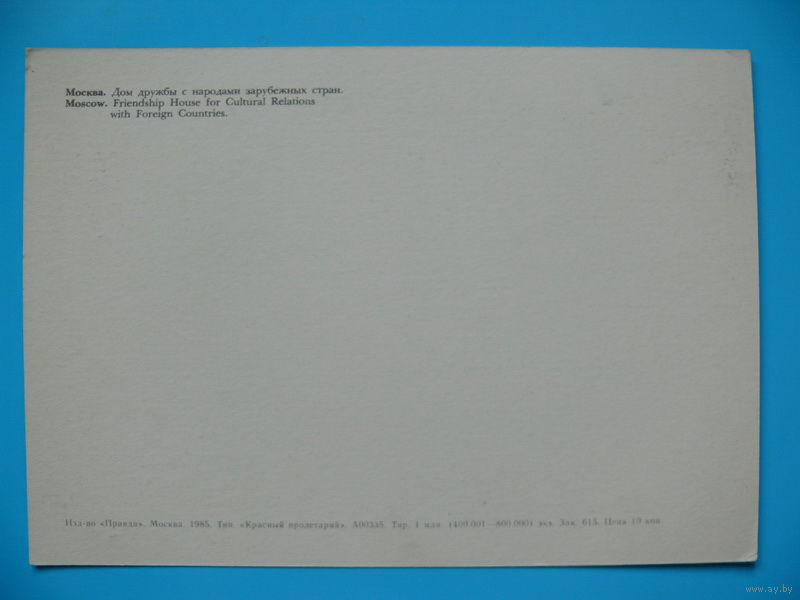 Москва. Дом дружбы с народами зарубежных стран.
Moscow. Friendship House for Cultural Relations
with Foreign Countries.
Изд-во «Правда». Москва. 1985. Тип. «Красный пролетарий». А00335. Тир. 1 млн. (400.001—800.000) экз. Зак. 615. Цена 10 коп
www.ay.by